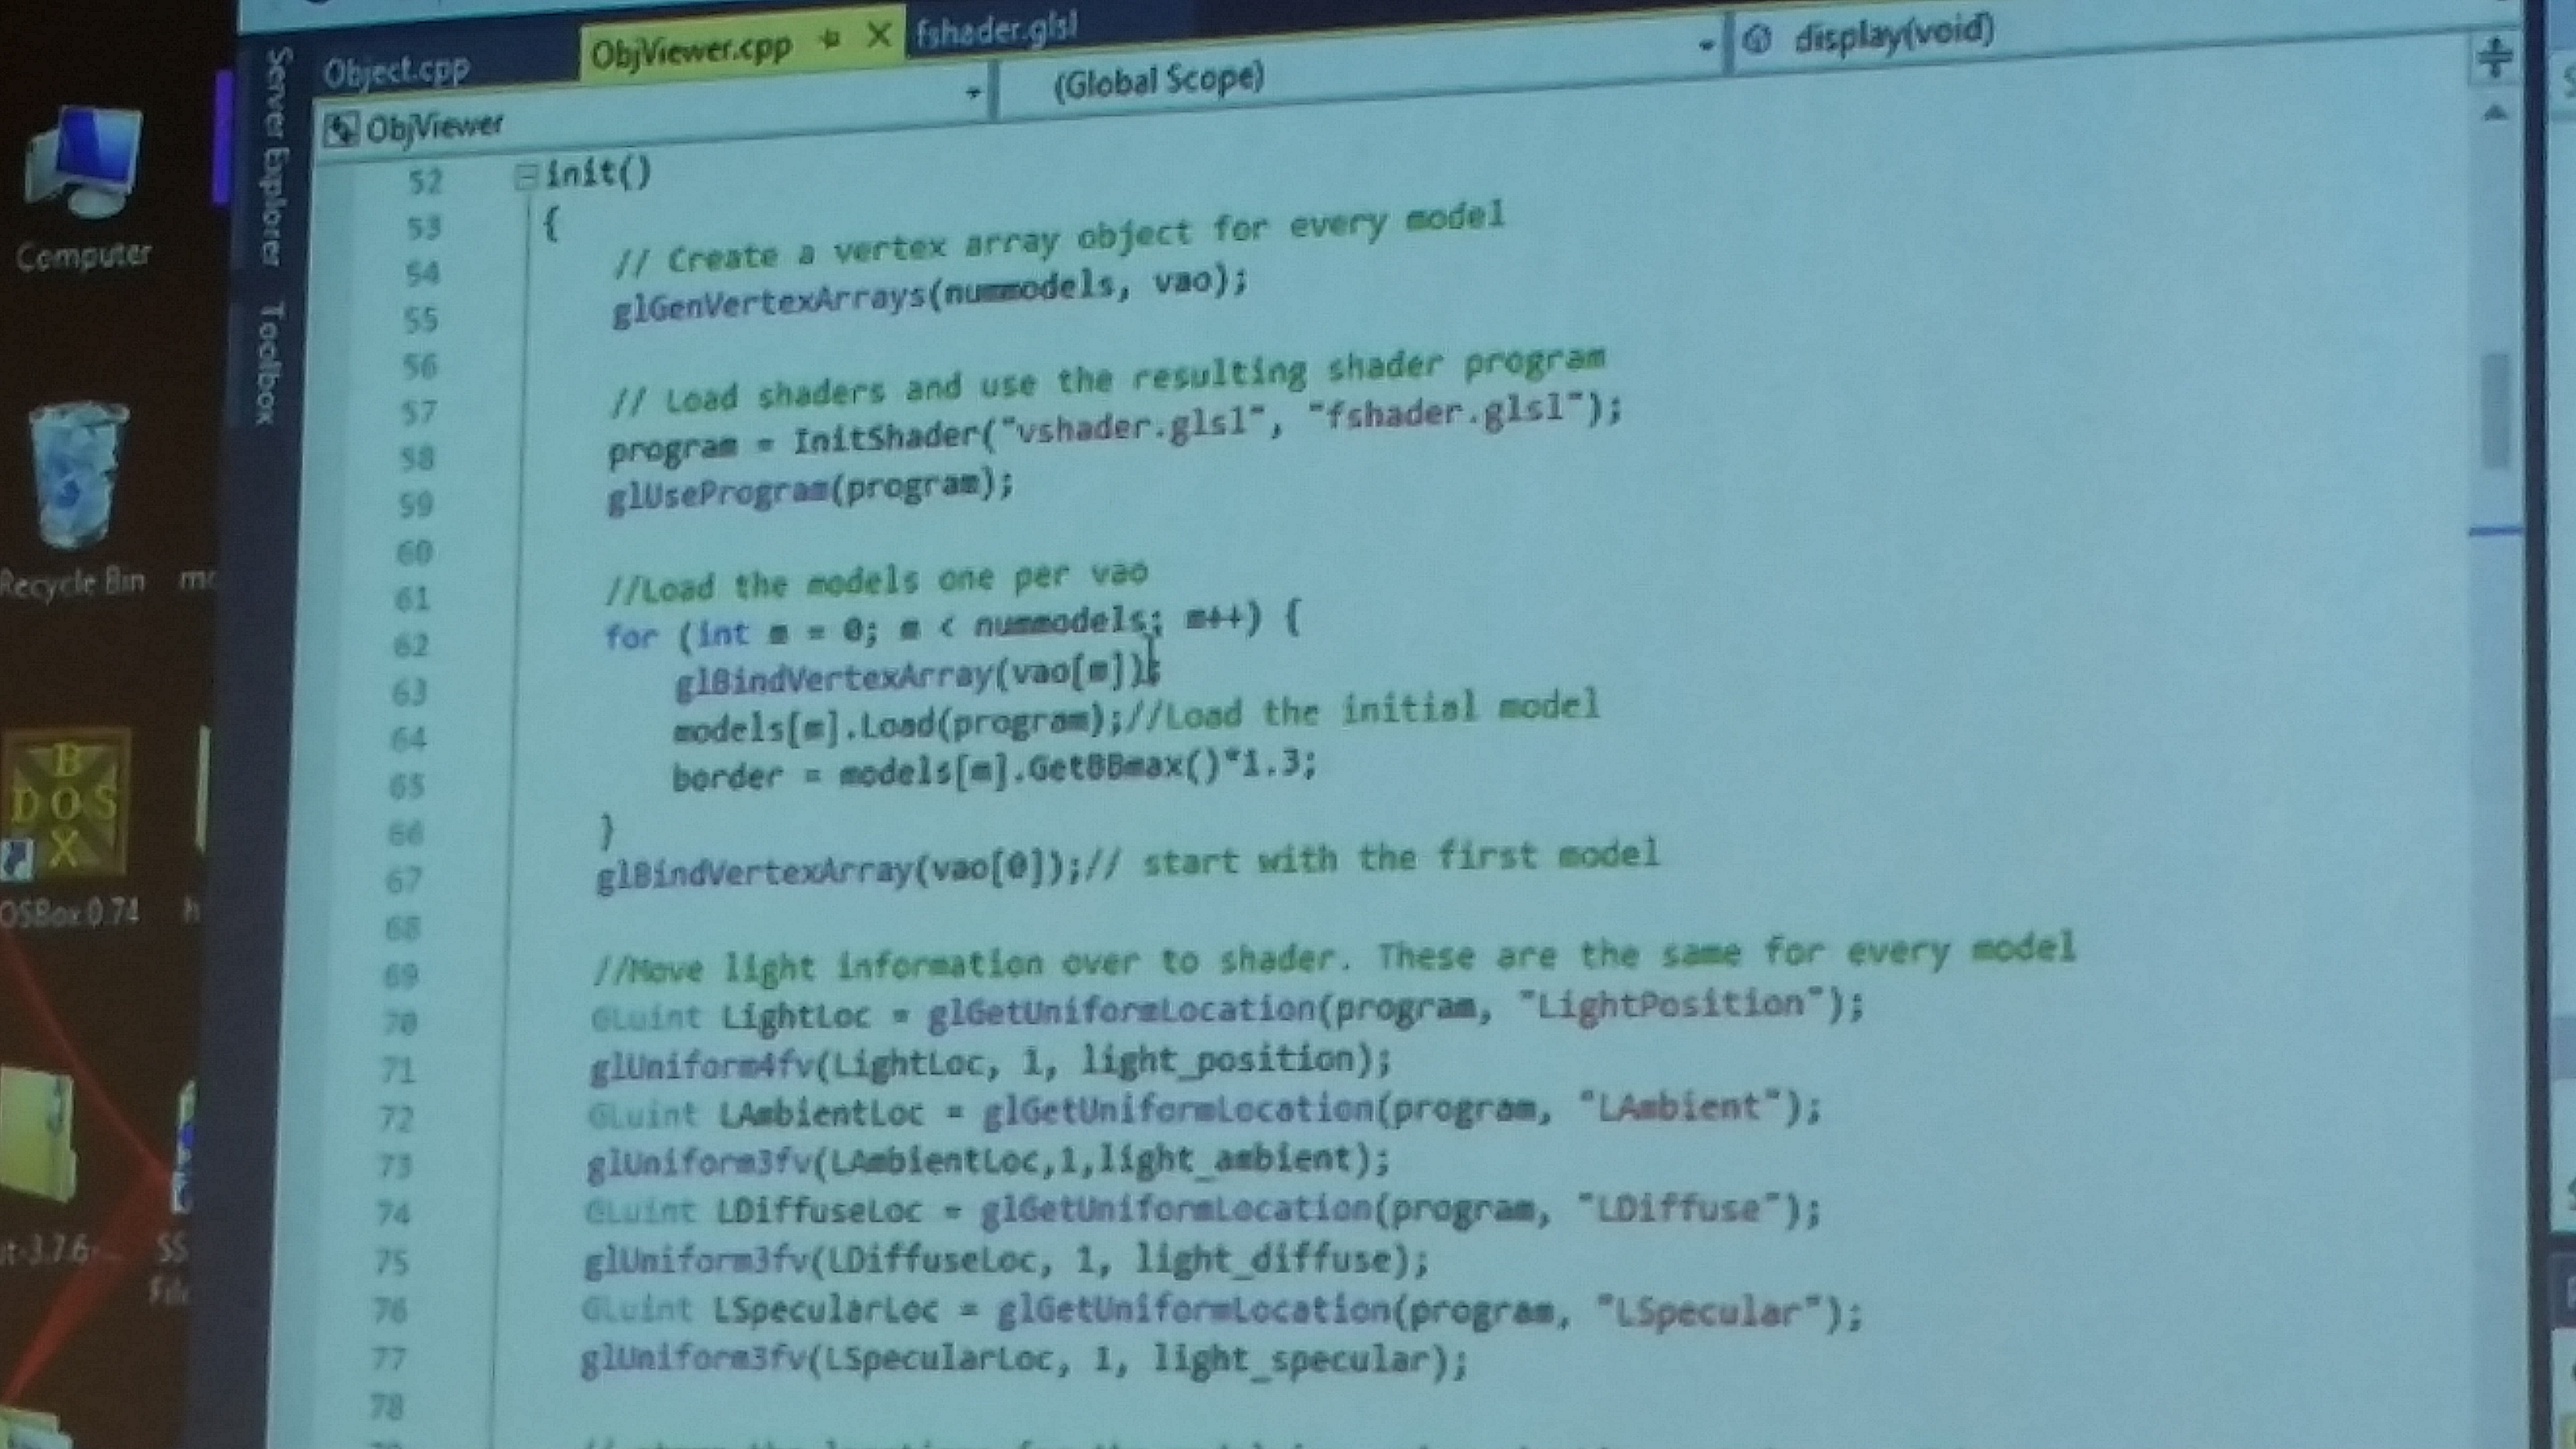 Object.cpp ObjViewer.cpp fshader.glsl
ObjViewer (Global Scope) display(void)
Server Explorer
Toolbox
Computer
Recycle Bin
B
DOS
X
OSBox 0.74
52 init()
53 {
54 // Create a vertex array object for every model
55 glGenVertexArrays(nummodels, vao);
56
57 // Load shaders and use the resulting shader program
58 program = InitShader("vshader.glsl", "fshader.glsl");
59 glUseProgram(program);
60
61 //Load the models one per vao
62 for (int m = 0; m < nummodels; m++) {
63 glBindVertexArray(vao[m]);
64 models[m].Load(program);//Load the initial model
65 border = models[m].GetBBmax()*1.3;
66 }
67 glBindVertexArray(vao[0]);// start with the first model
68
69 //Move light information over to shader. These are the same for every model
70 GLuint LightLoc = glGetUniformLocation(program, "LightPosition");
71 glUniform4fv(LightLoc, 1, light_position);
72 GLuint LAmbientLoc = glGetUniformLocation(program, "LAmbient");
73 glUniform3fv(LAmbientLoc,1,light_ambient);
74 GLuint LDiffuseLoc = glGetUniformLocation(program, "LDiffuse");
75 glUniform3fv(LDiffuseLoc, 1, light_diffuse);
76 GLuint LSpecularLoc = glGetUniformLocation(program, "LSpecular");
77 glUniform3fv(LSpecularLoc, 1, light_specular);
78